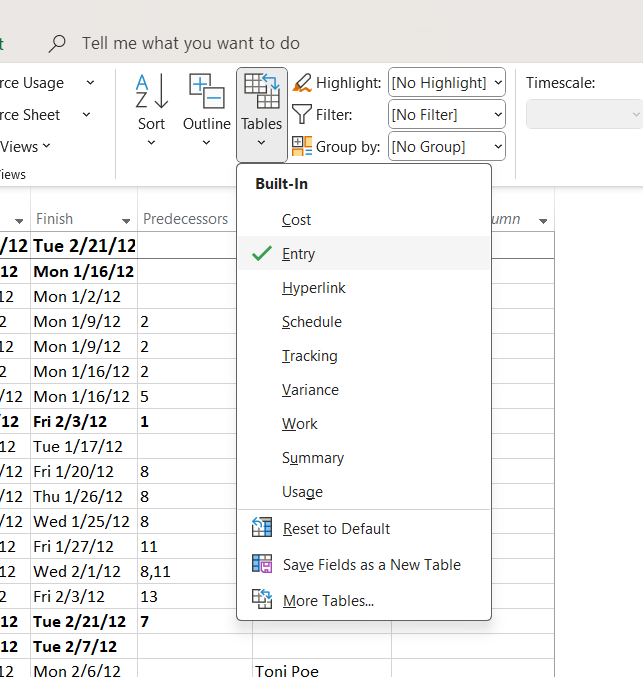 t Tell me what you want to do
rce Usage
rce Sheet
Views
iews
Sort
Outline
Tables
Highlight: [No Highlight]
Filter: [No Filter]
Group by: [No Group]
Timescale:
Finish Predecessors umn
Built-In
Cost
Entry
Hyperlink
Schedule
Tracking
Variance
Work
Summary
Usage
Reset to Default
Save Fields as a New Table
More Tables...
/12 Tue 2/21/12
12 Mon 1/16/12
12 Mon 1/2/12
2 Mon 1/9/12 2
12 Mon 1/9/12 2
2 Mon 1/16/12 2
/12 Mon 1/16/12 5
/12 Fri 2/3/12 1
12 Tue 1/17/12
/12 Fri 1/20/12 8
/12 Thu 1/26/12 8
/12 Wed 1/25/12 8
12 Fri 1/27/12 11
12 Wed 2/1/12 8,11
2 Fri 2/3/12 13
12 Tue 2/21/12 7
12 Tue 2/7/12
12 Mon 2/6/12 Toni Poe